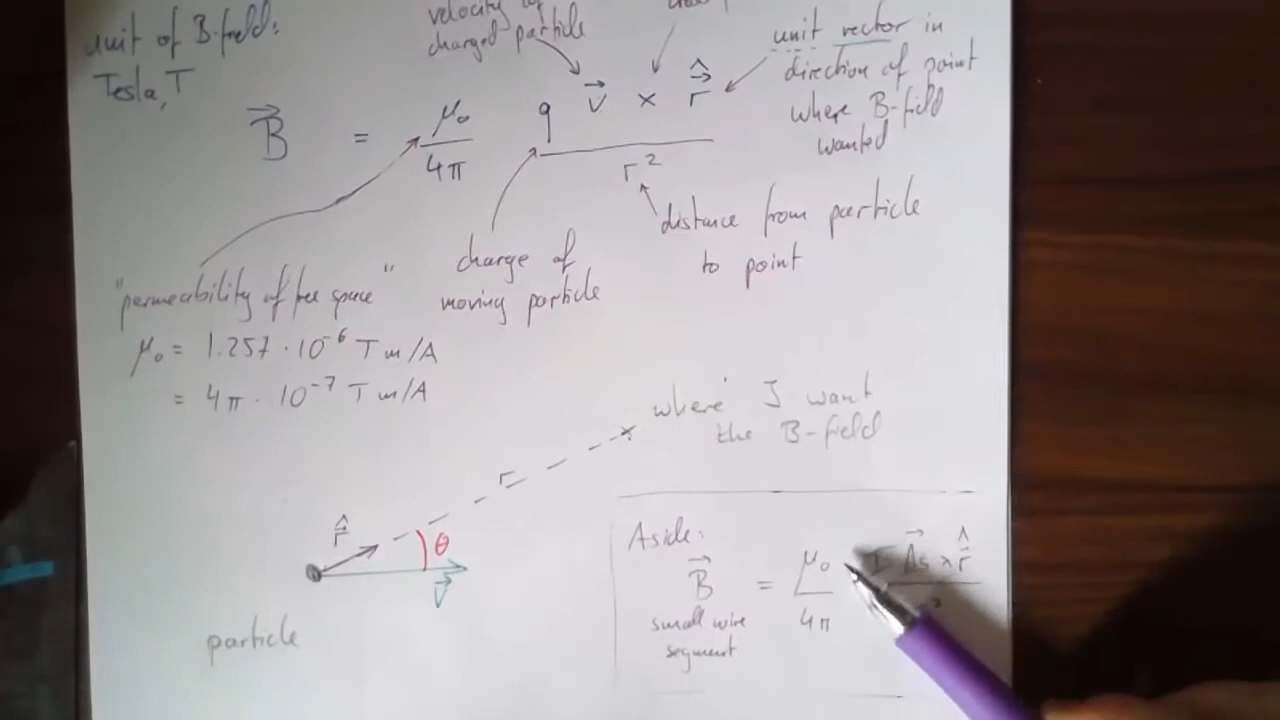 unit of B-field:
Tesla, T
velocity of
charged particle
unit vector in
direction of point
where B-field
wanted
B⃗ = μ₀/4π q v⃗ × r̂/r²
distance from particle
to point
charge of
moving particle
"permeability of free space"
μ₀ = 1.257 · 10⁻⁶ T m/A
= 4π · 10⁻⁷ T m/A
where I want
the B-field
r
r̂
θ
v⃗
particle
Aside:
B⃗ = μ₀/4π I Δs⃗ × r̂
small wire
segment